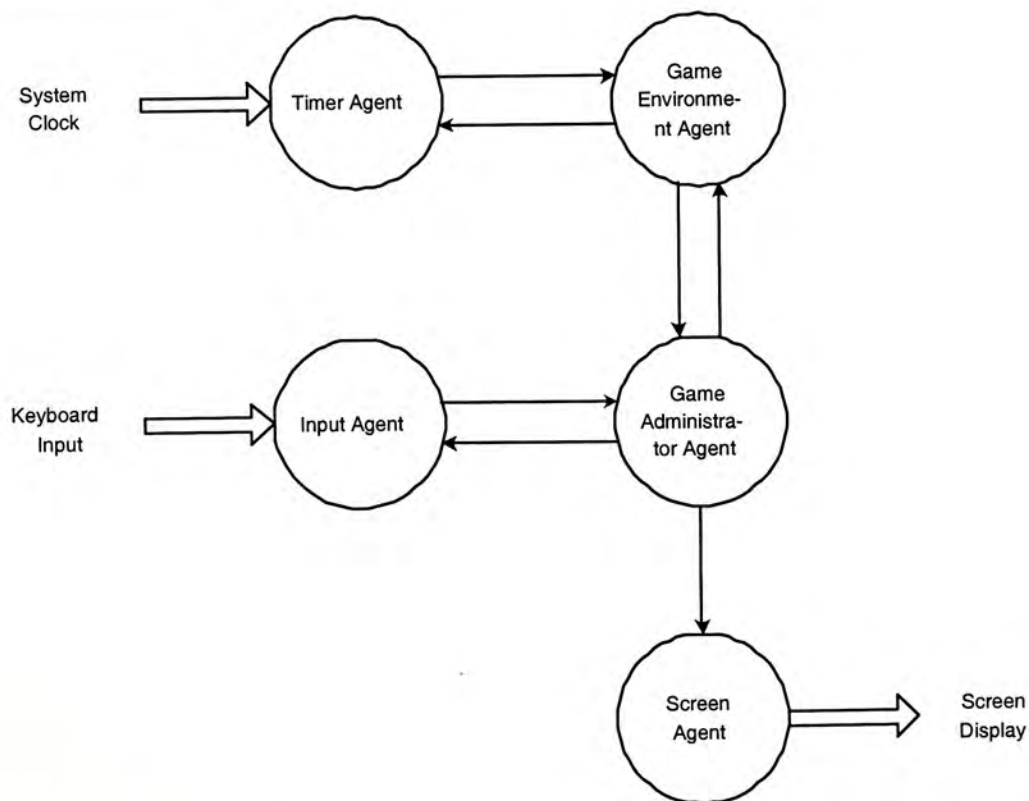 System
Clock
Timer Agent
Game
Environme-
nt Agent
Keyboard
Input
Input Agent
Game
Administra-
tor Agent
Screen
Agent
Screen
Display